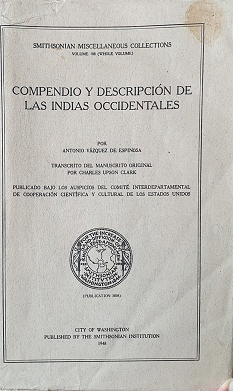 SMITHSONIAN MISCELLANEOUS COLLECTIONS
VOLUME 108 (WHOLE VOLUME)
COMPENDIO Y DESCRIPCIÓN DE
LAS INDIAS OCCIDENTALES
POR
ANTONIO VÁZQUEZ DE ESPINOSA
TRANSCRITO DEL MANUSCRITO ORIGINAL
POR CHARLES UPSON CLARK
PUBLICADO BAJO LOS AUSPICIOS DEL COMITÉ INTERDEPARTAMENTAL
DE COOPERACIÓN CIENTÍFICA Y CULTURAL DE LOS ESTADOS UNIDOS
(PUBLICATION
CITY OF WASHINGTON
PUBLISHED BY THE SMITHSONIAN INSTITUTION
1948